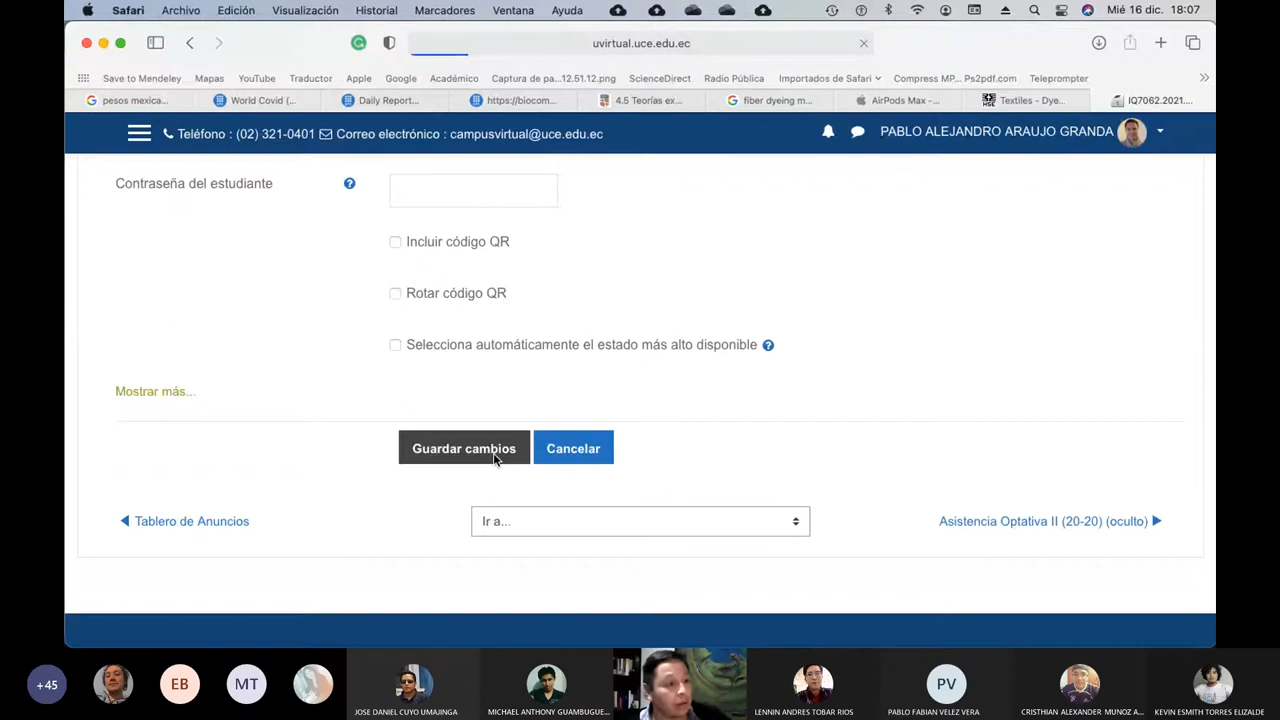 Safari Archivo Edición Visualización Historial Marcadores Ventana Ayuda Mié 16 dic. 18:07
uvirtual.uce.edu.ec
Save to Mendeley Mapas YouTube Traductor Apple Google Académico Captura de pa...12.51.12.png ScienceDirect Radio Pública Importados de Safari Compress MP... Ps2pdf.com Teleprompter
pesos mexica... World Covid (... Daily Report... https://biocom... 4.5 Teorías ex... fiber dyeing m... AirPods Max -... Textiles - Dye... IQ7062.2021....
Teléfono : (02) 321-0401 Correo electrónico : campusvirtual@uce.edu.ec PABLO ALEJANDRO ARAUJO GRANDA
Contraseña del estudiante
Incluir código QR
Rotar código QR
Selecciona automáticamente el estado más alto disponible
Mostrar más...
Guardar cambios Cancelar
Tablero de Anuncios Ir a... Asistencia Optativa II (20-20) (oculto)
+45 EB MT PV
JOSE DANIEL CUYO UMAJINGA MICHAEL ANTHONY GUAMBUGUE... LENNIN ANDRES TOBAR RIOS PABLO FABIAN VELEZ VERA CRISTHIAN ALEXANDER MUNOZ A... KEVIN ESMITH TORRES ELIZALDE